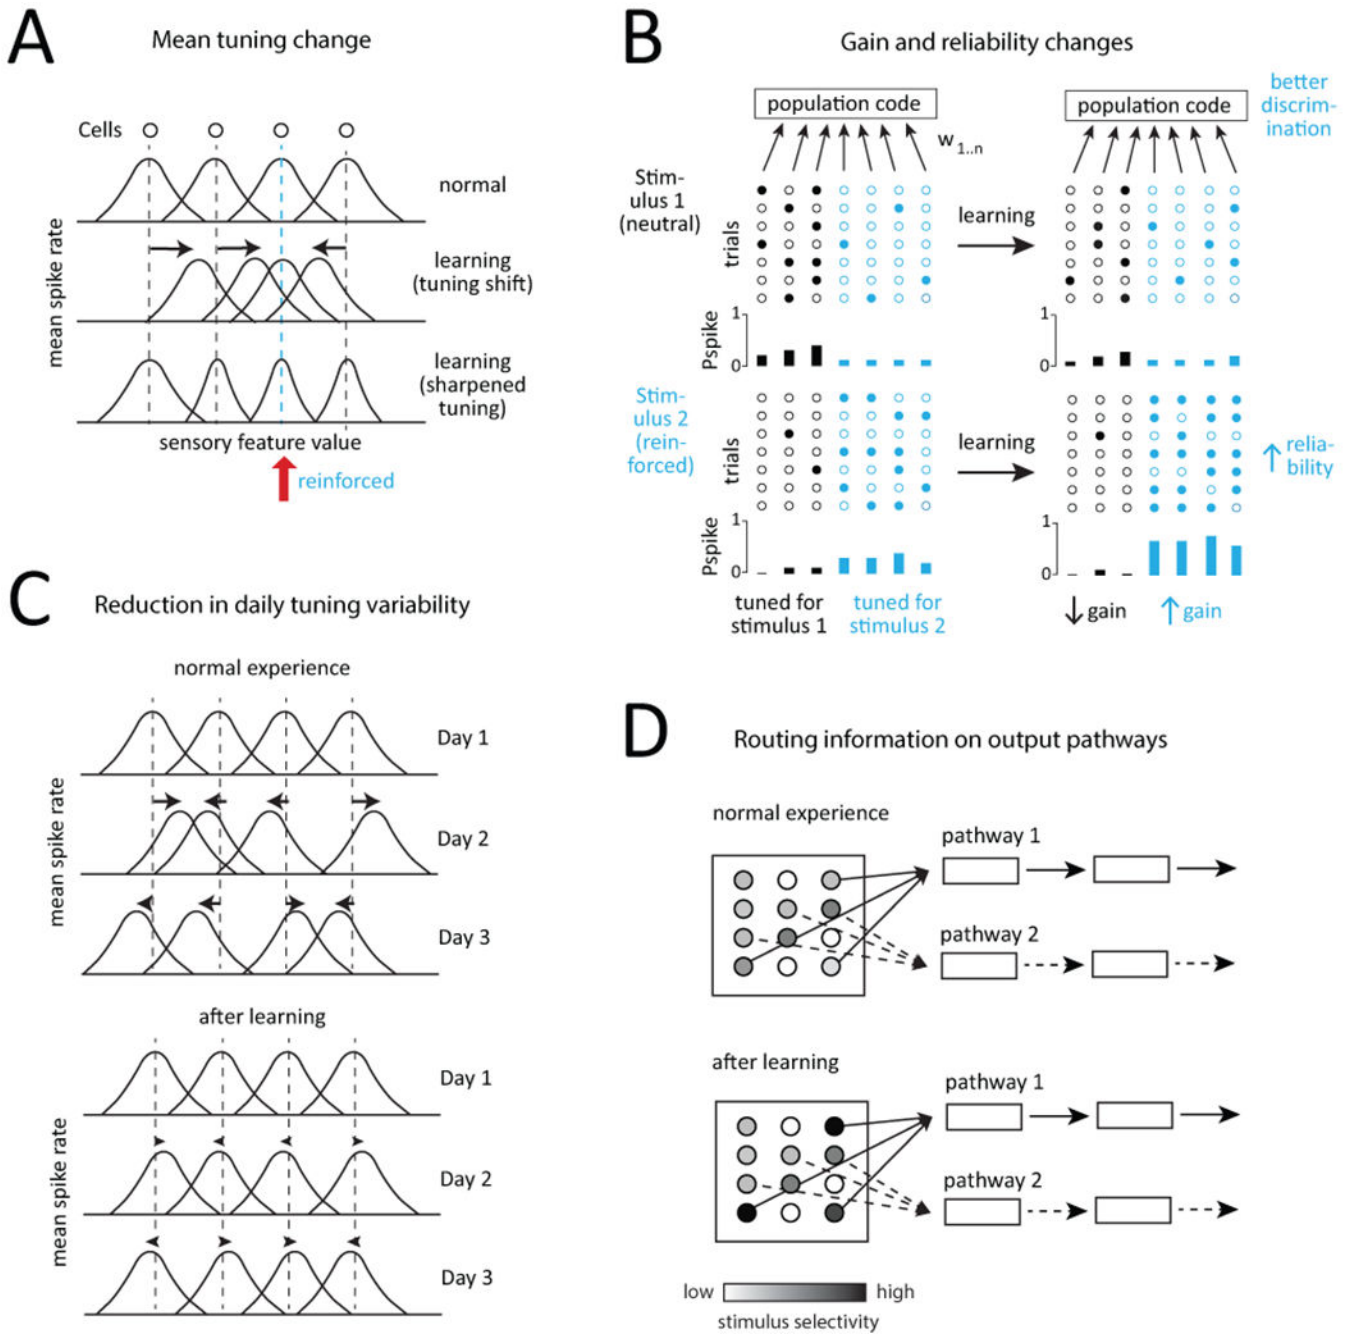 A
Mean tuning change
Cells
normal
learning
(tuning shift)
learning
(sharpened
tuning)
mean spike rate
sensory feature value
reinforced
B
Gain and reliability changes
better
discrim-
ination
population code
population code
w 1..n
Stim-
ulus 1
(neutral)
trials
learning
1
Pspike
0
1
0
Stim-
ulus 2
(rein-
forced)
trials
learning
relia-
bility
1
Pspike
0
1
0
tuned for
stimulus 1
tuned for
stimulus 2
gain
gain
C
Reduction in daily tuning variability
normal experience
Day 1
Day 2
Day 3
mean spike rate
after learning
Day 1
Day 2
Day 3
mean spike rate
D
Routing information on output pathways
normal experience
pathway 1
pathway 2
after learning
pathway 1
pathway 2
low
high
stimulus selectivity